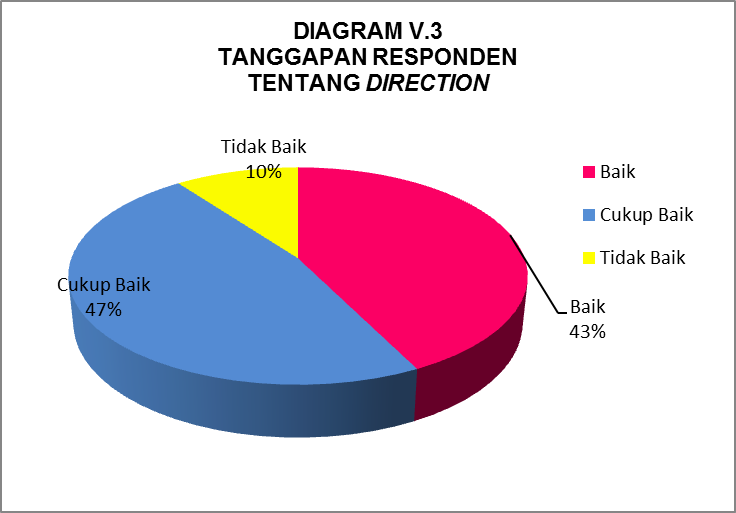 DIAGRAM V.3
TANGGAPAN RESPONDEN
TENTANG DIRECTION
Tidak Baik
10%
Baik
Cukup Baik
Tidak Baik
Cukup Baik
47%
Baik
43%